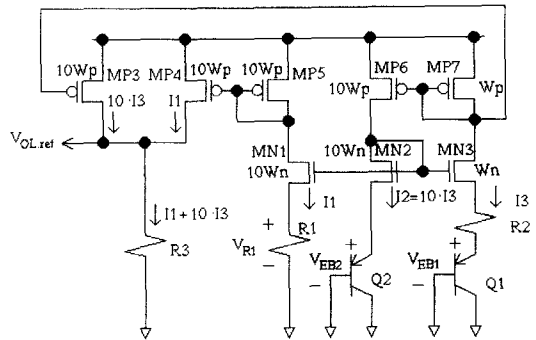 10Wp MP3 MP4 10Wp 10Wp MP5 MP6 MP7
10·I3 I1 10Wp Wp
V_OL.ref
MN1 10Wn MN2 MN3
10Wn Wn
I1 I2=10·I3 I3
I1+10·I3 + R1 R2
V_R1 + +
R3 − V_EB2 V_EB1
− Q2 − Q1